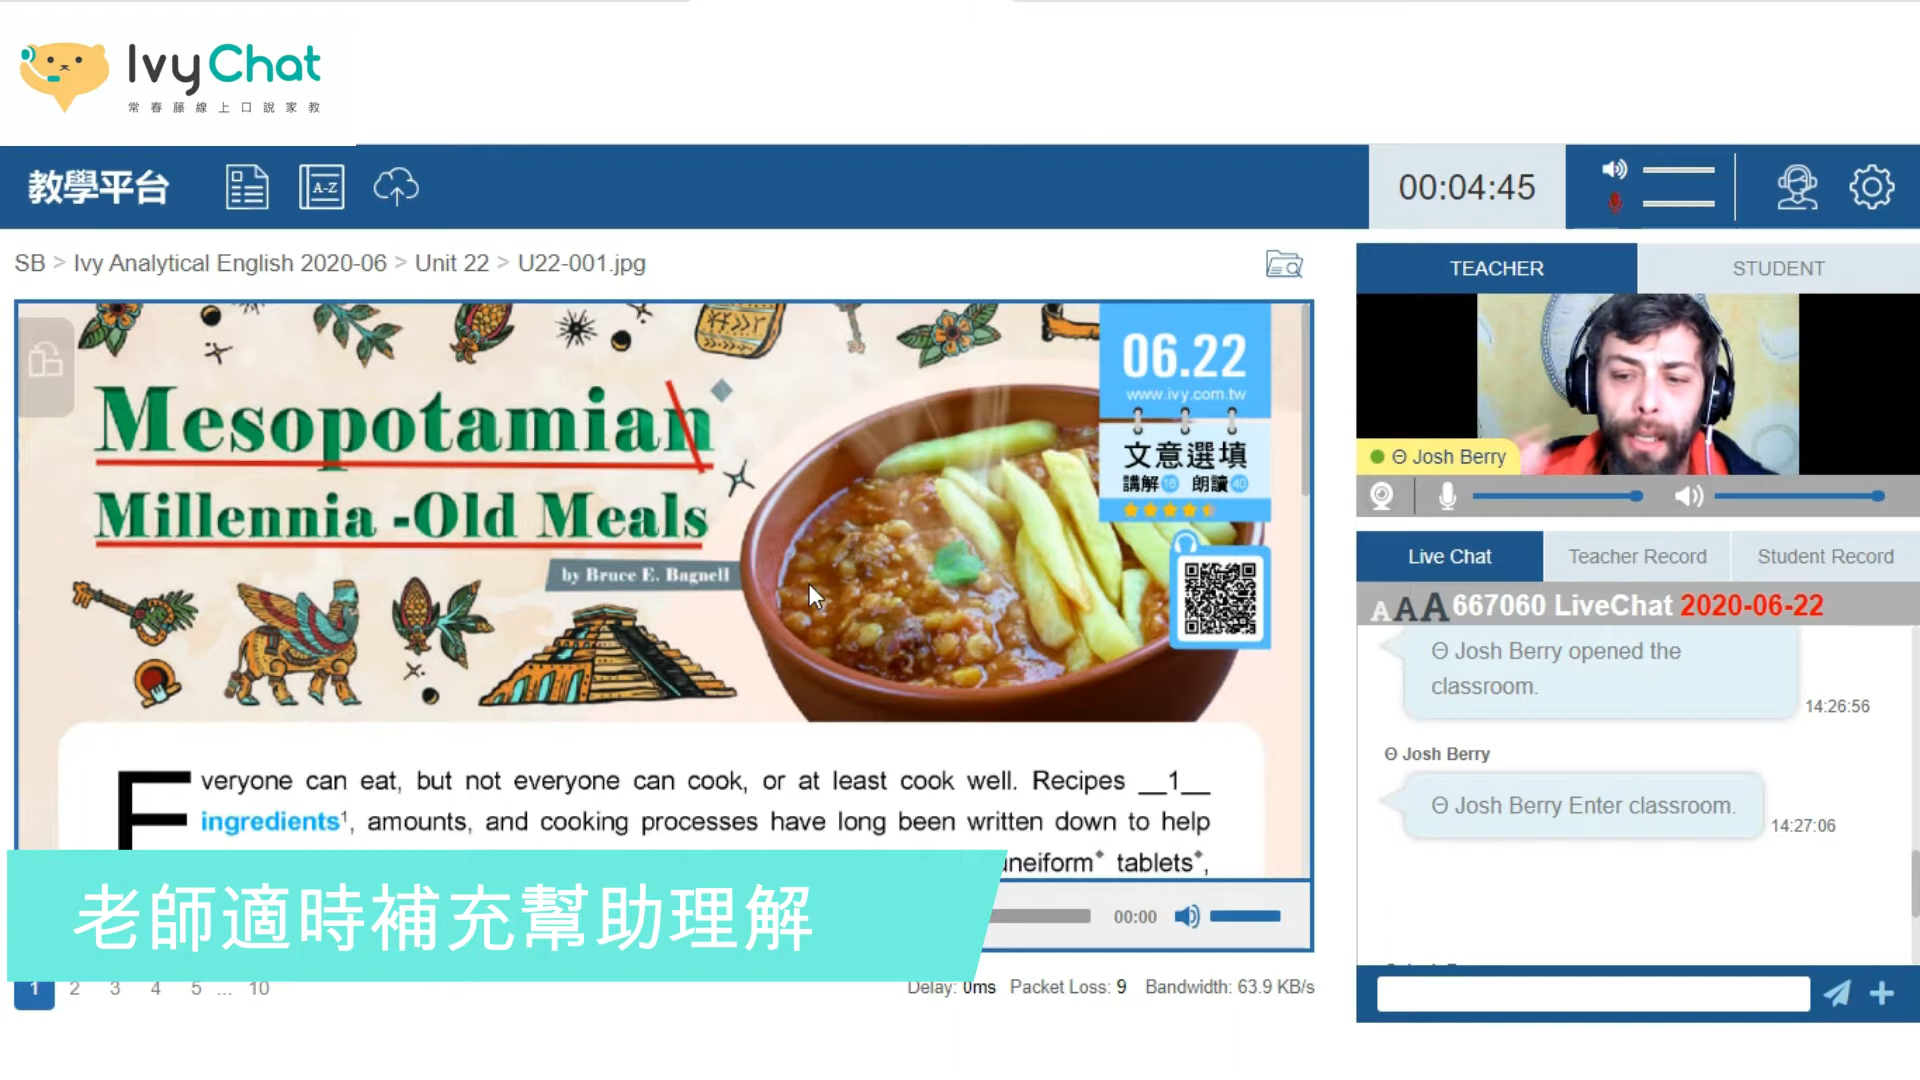 IvyChat
常春藤線上口說家教
教學平台
A-Z
00:04:45
SB > Ivy Analytical English 2020-06 > Unit 22 > U22-001.jpg
TEACHER
STUDENT
Mesopotamian
Millennia -Old Meals
by Bruce E. Bagnell
06.22
www.ivy.com.tw
文意選填
講解16 朗讀40
Everyone can eat, but not everyone can cook, or at least cook well. Recipes __1__
ingredients¹, amounts, and cooking processes have long been written down to help
uneiform tablets,
老師適時補充幫助理解
00:00
1 2 3 4 5 ... 10
Delay: 0ms Packet Loss: 9 Bandwidth: 63.9 KB/s
Θ Josh Berry
Live Chat
Teacher Record
Student Record
AAA 667060 LiveChat 2020-06-22
Θ Josh Berry opened the
classroom.
14:26:56
Θ Josh Berry
Θ Josh Berry Enter classroom.
14:27:06